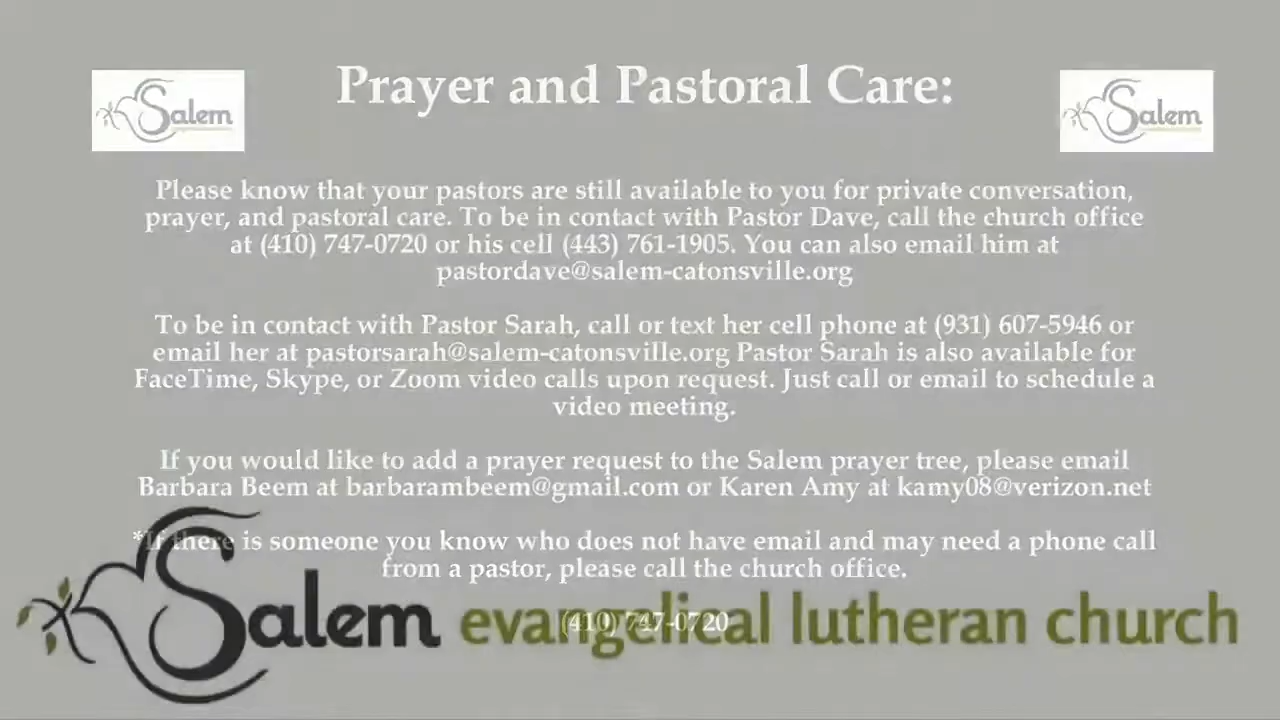 Prayer and Pastoral Care:
Salem
Salem
Please know that your pastors are still available to you for private conversation,
prayer, and pastoral care. To be in contact with Pastor Dave, call the church office
at (410) 747-0720 or his cell (443) 761-1905. You can also email him at
pastordave@salem-catonsville.org
To be in contact with Pastor Sarah, call or text her cell phone at (931) 607-5946 or
email her at pastorsarah@salem-catonsville.org Pastor Sarah is also available for
FaceTime, Skype, or Zoom video calls upon request. Just call or email to schedule a
video meeting.
If you would like to add a prayer request to the Salem prayer tree, please email
Barbara Beem at barbarambeem@gmail.com or Karen Amy at kamy08@verizon.net
*If there is someone you know who does not have email and may need a phone call
from a pastor, please call the church office.
(410) 747-0720
Salem evangelical lutheran church